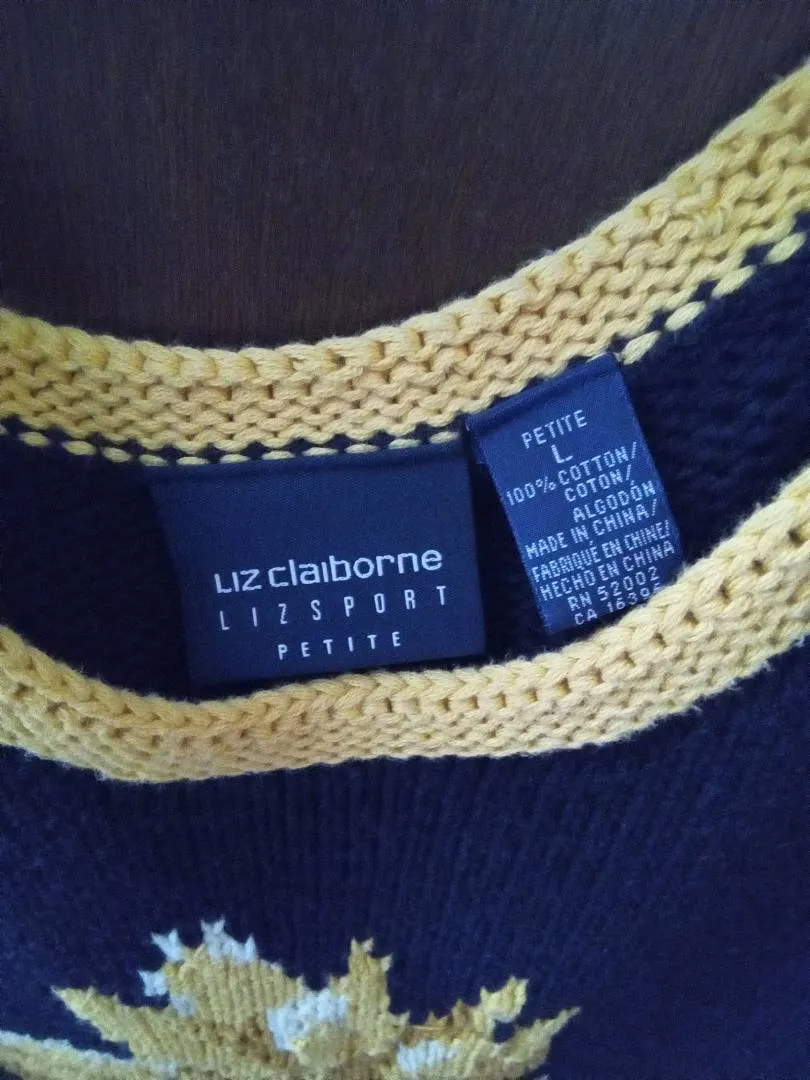 LIZ claiborne
LIZSPORT
PETITE
PETITE
L
100% COTTON/
COTON/
ALGODÓN
MADE IN CHINA/
FABRIQUÉ EN CHINE/
HECHO EN CHINA
RN 52002
CA